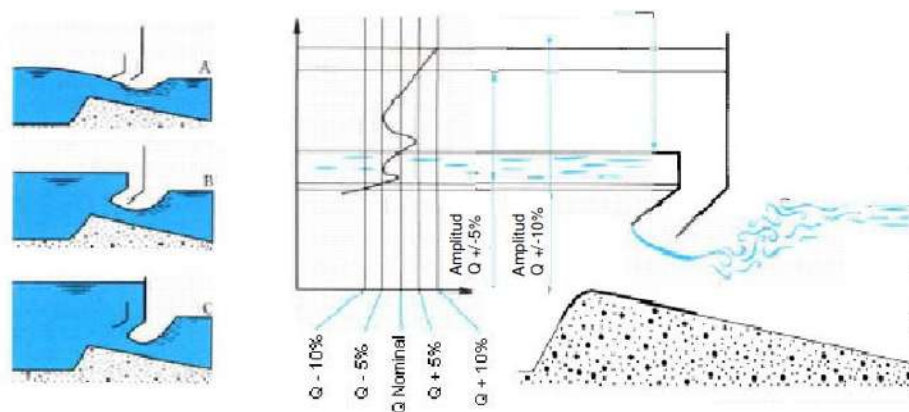 A
B
C
Amplitud
Q +/-5%
Amplitud
Q +/-10%
Q - 10%
Q - 5%
Q Nominal
Q + 5%
Q + 10%